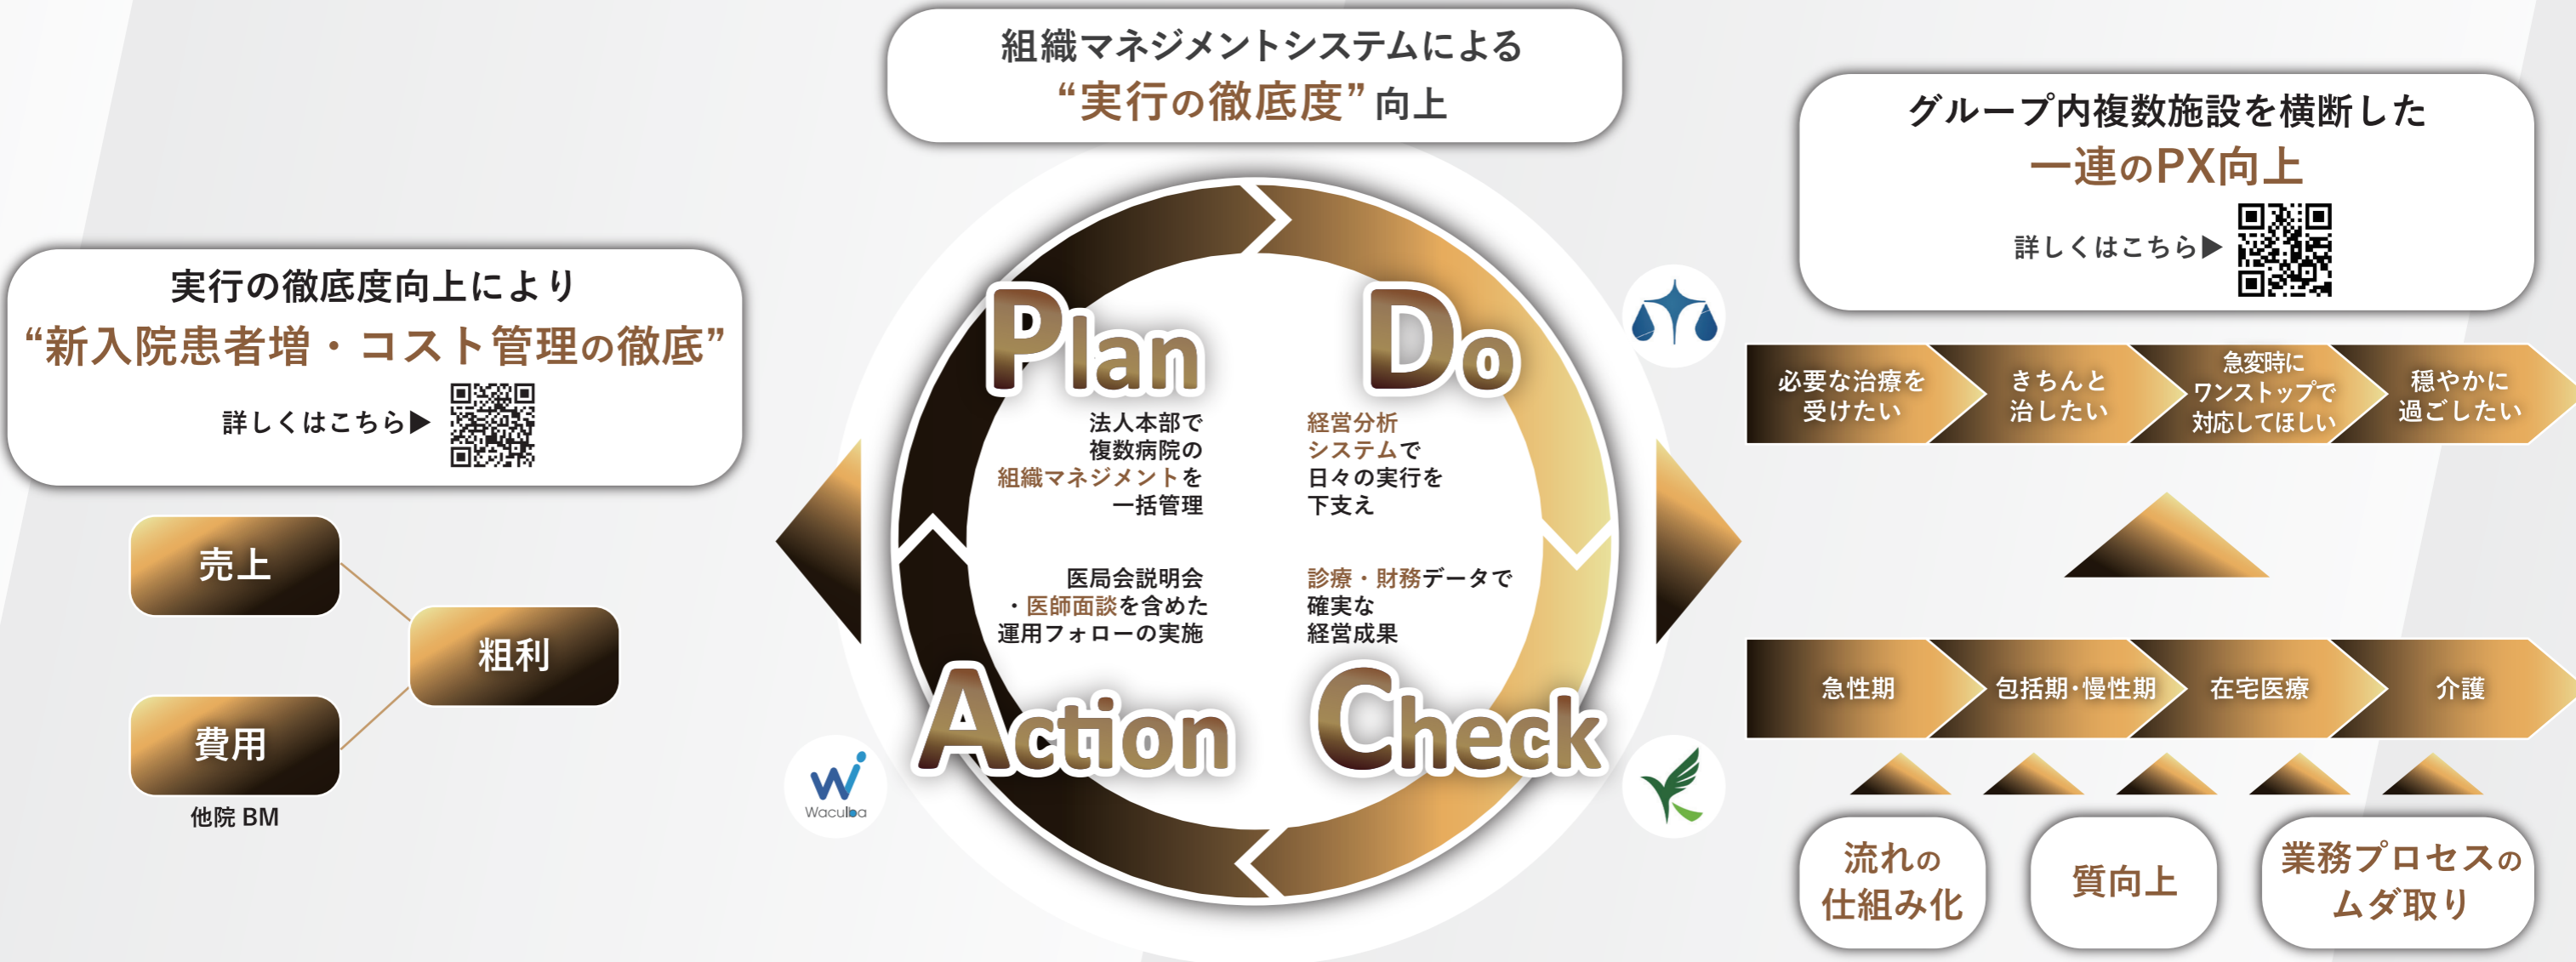 組織マネジメントシステムによる
“実行の徹底度”向上
実行の徹底度向上により
“新入院患者増・コスト管理の徹底”
詳しくはこちら▶
売上
粗利
費用
他院 BM
Plan
法人本部で
複数病院の
組織マネジメントを
一括管理
Do
経営分析
システムで
日々の実行を
下支え
医局会説明会
・医師面談を含めた
運用フォローの実施
Action
診療・財務データで
確実な
経営成果
Check
Waculba
グループ内複数施設を横断した
一連のPX向上
詳しくはこちら▶
必要な治療を
受けたい
きちんと
治したい
急変時に
ワンストップで
対応してほしい
穏やかに
過ごしたい
急性期
包括期・慢性期
在宅医療
介護
流れの
仕組み化
質向上
業務プロセスの
ムダ取り